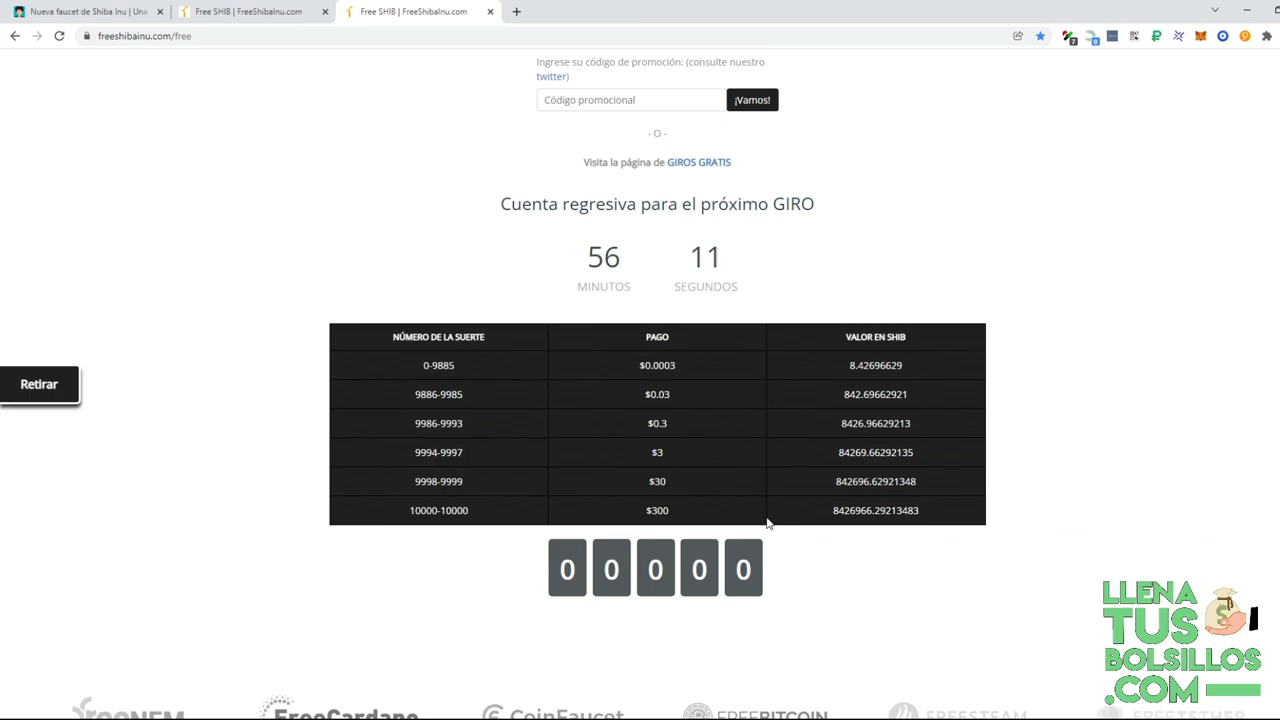 Nueva faucet de Shiba Inu | Una
Free SHIB | FreeShibaInu.com
Free SHIB | FreeShibaInu.com
freeshibainu.com/free
Ingrese su código de promoción: (consulte nuestro
twitter)
Código promocional
¡Vamos!
- O -
Visita la página de GIROS GRATIS
Cuenta regresiva para el próximo GIRO
56 11
MINUTOS SEGUNDOS
NÚMERO DE LA SUERTE PAGO VALOR EN SHIB
0-9885 $0.0003 8.42696629
9886-9985 $0.03 842.69662921
9986-9993 $0.3 8426.96629213
9994-9997 $3 84269.66292135
9998-9999 $30 842696.62921348
10000-10000 $300 8426966.29213483
Retirar
0 0 0 0 0
LLENA
TUS
BOLSILLOS
.COM
FreeCardano CoinFaucet FREEBITCOIN FREESTEAM FREETETHER